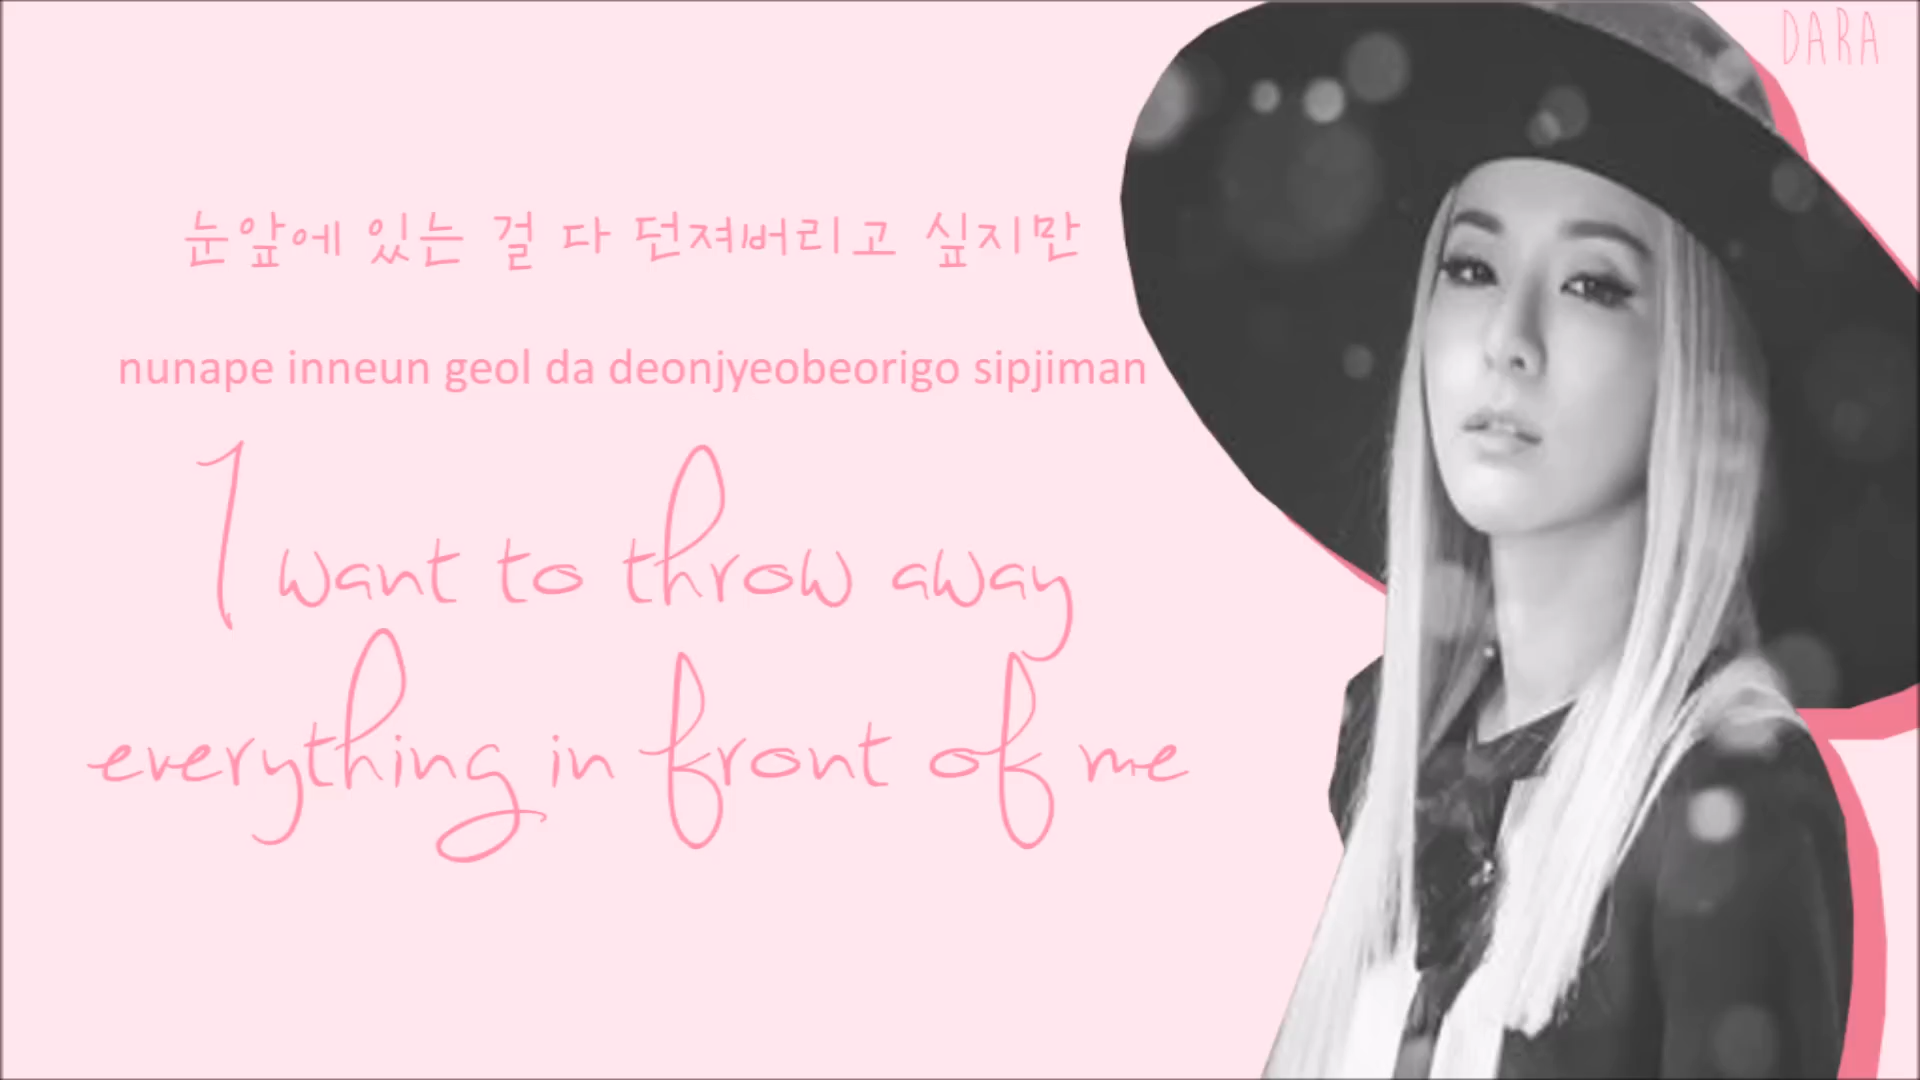 DARA
눈앞에 있는 걸 다 던져버리고 싶지만
nunape inneun geol da deonjyeobeorigo sipjiman
I want to throw away
everything in front of me